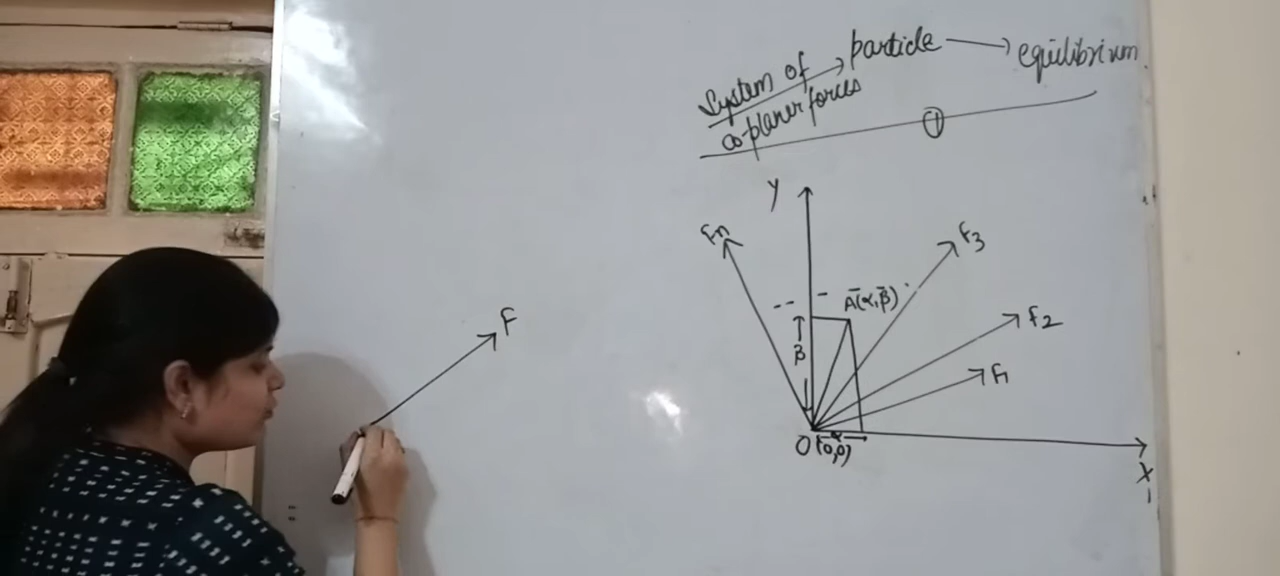 System of → particle → equilibrium.
co-planer forces
①
Y
Fn
F3
A(α,β)
F2
β
F1
F
O(0,0)
α
X